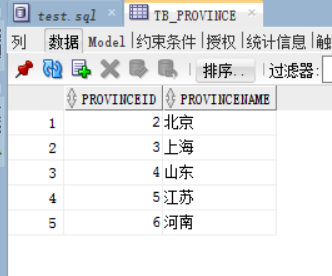 test.sql TB_PROVINCE
列 数据 Model 约束条件 授权 统计信息 触
排序.. 过滤器:
PROVINCEID PROVINCENAME
1 2 北京
2 3 上海
3 4 山东
4 5 江苏
5 6 河南